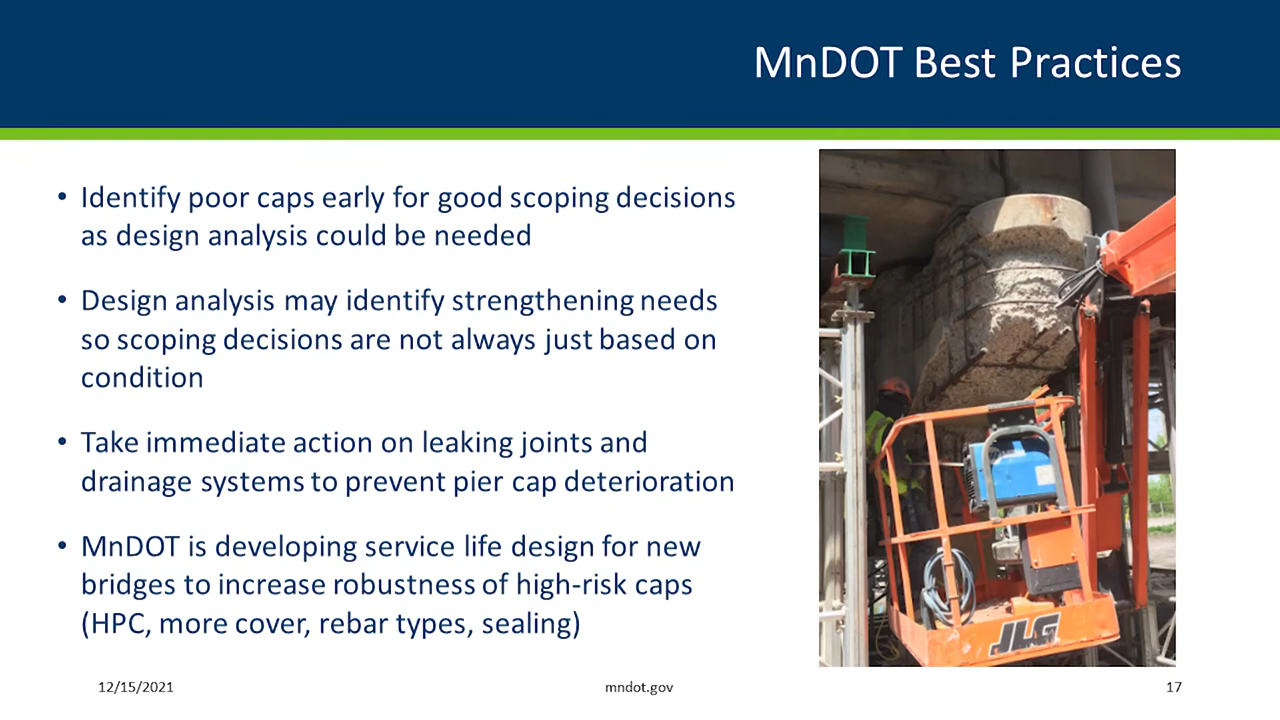 MnDOT Best Practices
• Identify poor caps early for good scoping decisions
as design analysis could be needed
• Design analysis may identify strengthening needs
so scoping decisions are not always just based on
condition
• Take immediate action on leaking joints and
drainage systems to prevent pier cap deterioration
• MnDOT is developing service life design for new
bridges to increase robustness of high-risk caps
(HPC, more cover, rebar types, sealing)
JLG
12/15/2021
mndot.gov
17